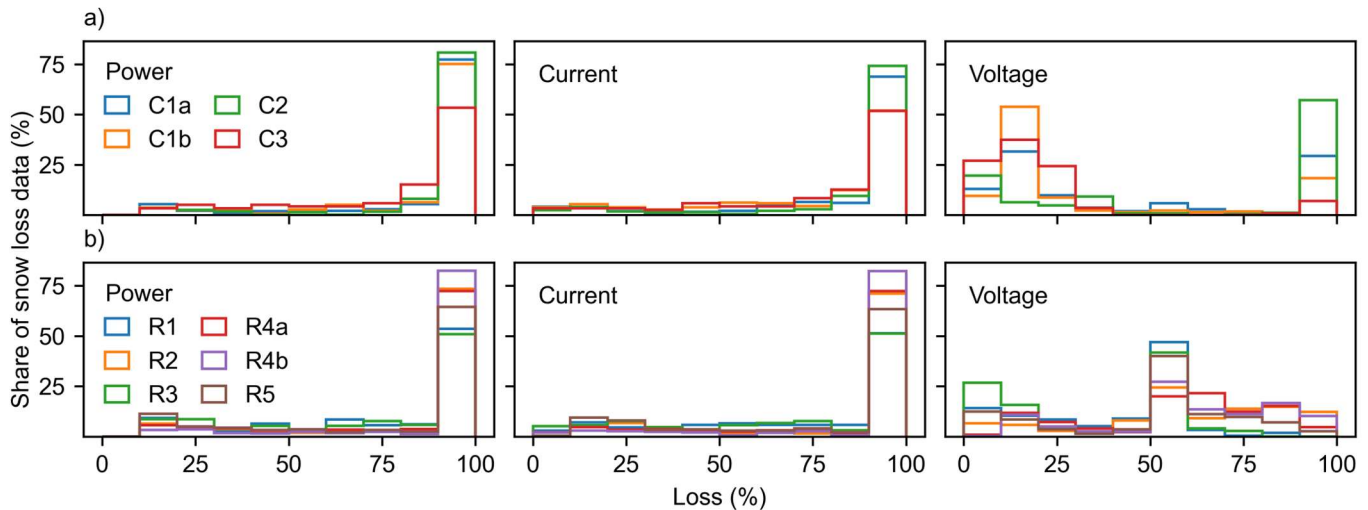 a)
Power
C1a C2
C1b C3
Current
Voltage
75
50
25
Share of snow loss data (%)
b)
Power
R1 R4a
R2 R4b
R3 R5
Current
Voltage
75
50
25
0 25 50 75 100 0 25 50 75 100 0 25 50 75 100
Loss (%)